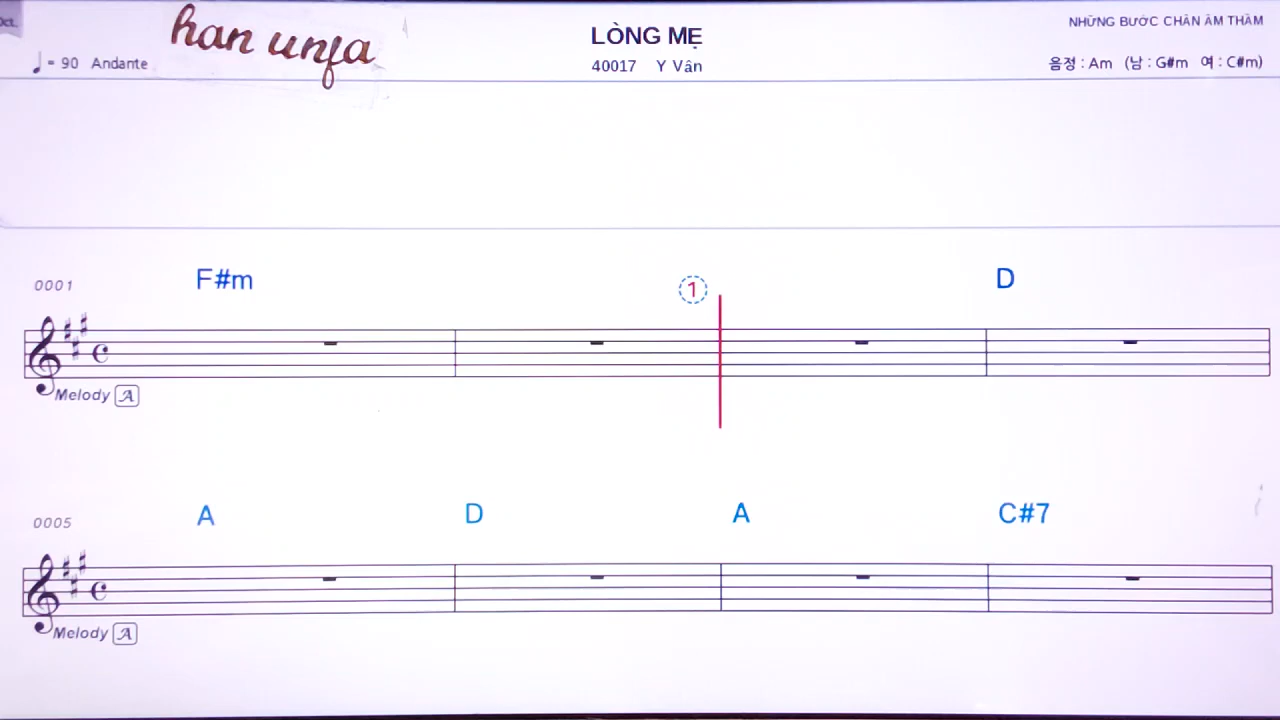 Oct.
han unfa
LÒNG MẸ
NHỮNG BƯỚC CHÂN ÂM THẦM
♩ = 90 Andante
40017 Y Vân
음정 : Am (남 : G#m 여 : C#m)
0001 F#m 1 D
Melody A
0005 A D A C#7
Melody A